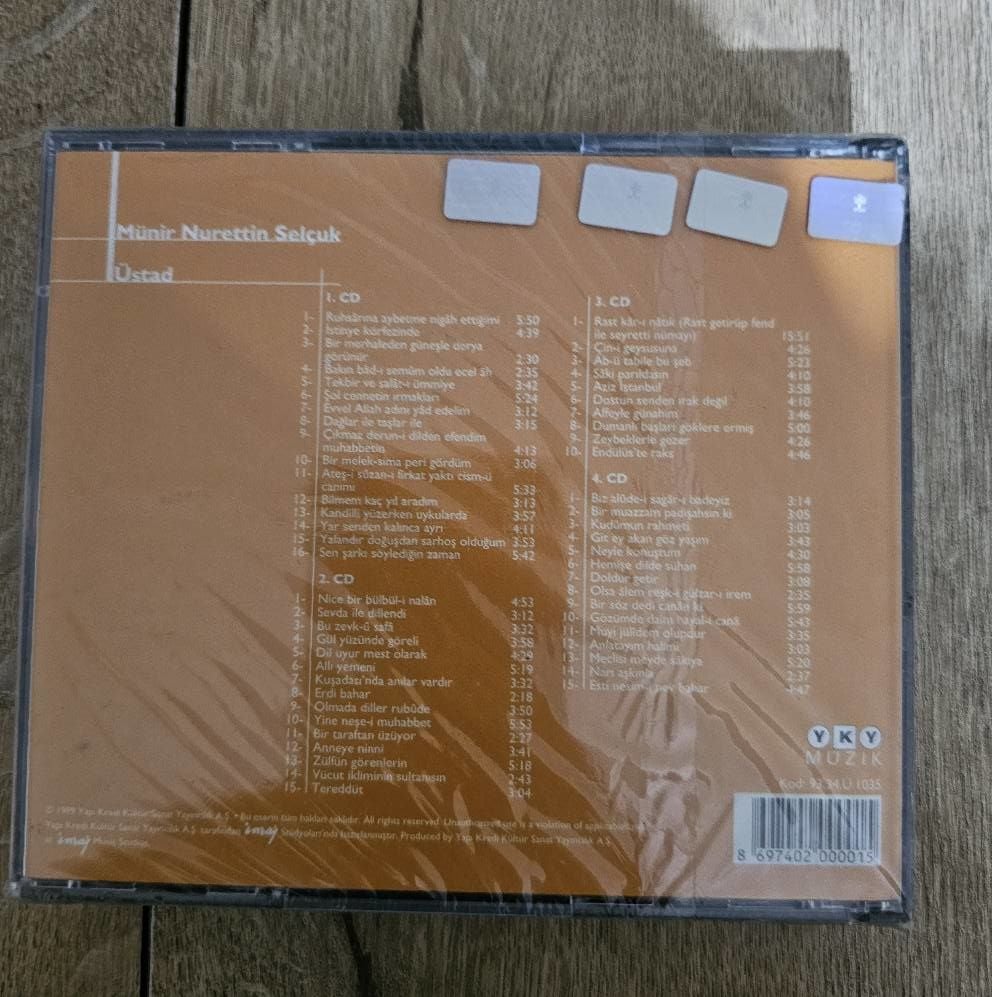 Münir Nurettin Selçuk
Üstad
1. CD
1- Ruhsârına aybetme nigâh ettiğimi 5:50
2- İstinye körfezinde 4:39
3- Bir merhaleden güneşle derya
görünür 2:30
4- Bakın bâd-ı semûm oldu ecel âh 2:35
5- Tekbir ve salât-ı ümmiye 3:42
6- Şol cennetin ırmakları 5:24
7- Evvel Allah adını yâd edelim 3:12
8- Dağlar ile taşlar ile 3:15
9- Çıkmaz derun-i dilden efendim
muhabbetin 4:13
10- Bir melek-sima peri gördüm 3:06
11- Ateş-i sûzan-i firkat yaktı cism-ü
canımı 5:33
12- Bilmem kaç yıl aradım 3:13
13- Kandilli yüzerken uykularda 3:57
14- Yar senden kalınca ayrı 4:11
15- Yalandır doğuşdan sarhoş olduğum 3:53
16- Sen şarkı söylediğin zaman 5:42
2. CD
1- Nice bir bülbül-i nalân 4:53
2- Sevda ile dillendi 3:12
3- Bu zevk-û safâ 3:32
4- Gül yüzünde göreli 3:58
5- Dil uyur mest olarak 4:29
6- Allı yemeni 5:19
7- Kuşadası'nda anılar vardır 3:32
8- Erdi bahar 2:18
9- Olmada diller rubûde 3:50
10- Yine neşe-i muhabbet 5:53
11- Bir taraftan üzüyor 2:27
12- Anneye ninni 3:41
13- Zülfün görenlerin 5:18
14- Vücut ikliminin sultanısın 2:43
15- Tereddüt 3:04
3. CD
1- Rast kâr-ı nâtık (Rast getirüp fend
ile seyretti nümayı) 15:51
2- Çin-i geysusuna 4:26
3- Ab-ü tabile bu şeb 5:23
4- Sâki parıldasın 4:10
5- Aziz İstanbul 3:58
6- Dostun senden ırak değil 4:10
7- Affeyle günahım 3:46
8- Dumanlı başları göklere ermiş 5:00
9- Zeybeklerle gezer 4:26
10- Endülüs'te raks 4:46
4. CD
1- Biz alûde-i sagâr-ı badeyiz 3:14
2- Bir muazzam padişahsın ki 3:05
3- Kudûmun rahmeti 3:03
4- Git ey akan göz yaşım 3:43
5- Neyle konuştum 4:30
6- Hemişe dilde suhan 5:58
7- Doldur getir 3:08
8- Olsa âlem reşk-i gülzar-ı irem 2:35
9- Bir söz dedi canân ki 5:59
10- Gözümde daim hayal-i canâ 5:43
11- Muyi jülidem olupdur 3:35
12- Anlatayım halimi 3:03
13- Meclisi meyde sâkiya 5:20
14- Narı aşkınla 2:37
15- Esti nesim-i nev bahar 4:47
YKY
MÜZİK
Kod: 93.34.Ü.1035
© 1999 Yapı Kredi Kültür Sanat Yayıncılık A.Ş. • Bu eserin tüm hakları saklıdır. All rights reserved. Unauthorized use is a violation of applicable
Yapı Kredi Kültür Sanat Yayıncılık A.Ş. tarafından imaj Stüdyoları'nda hazırlanmıştır. Produced by Yapı Kredi Kültür Sanat Yayıncılık A.Ş.
at imaj Music Studios
8 697402 000015